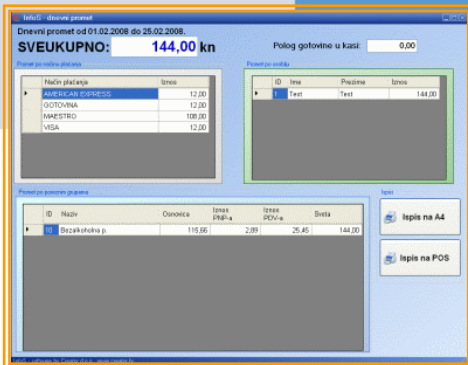 InfoS - dnevni promet
Dnevni promet od 01.02.2008 do 25.02.2008.
SVEUKUPNO: 144,00 kn
Polog gotovine u kasi: 0,00
Promet po načinu plaćanja
Način plaćanja Iznos
AMERICAN EXPRESS 12,00
GOTOVINA 12,00
MAESTRO 108,00
VISA 12,00
Promet po osoblju
ID Ime Prezime Iznos
1 Test Test 144,00
Promet po poreznim grupama
ID Naziv Osnovica Iznos PNP-a Iznos PDV-a Sveta
10 Bezalkoholna p. 115,66 2,89 25,45 144,00
Ispis
Ispis na A4
Ispis na POS